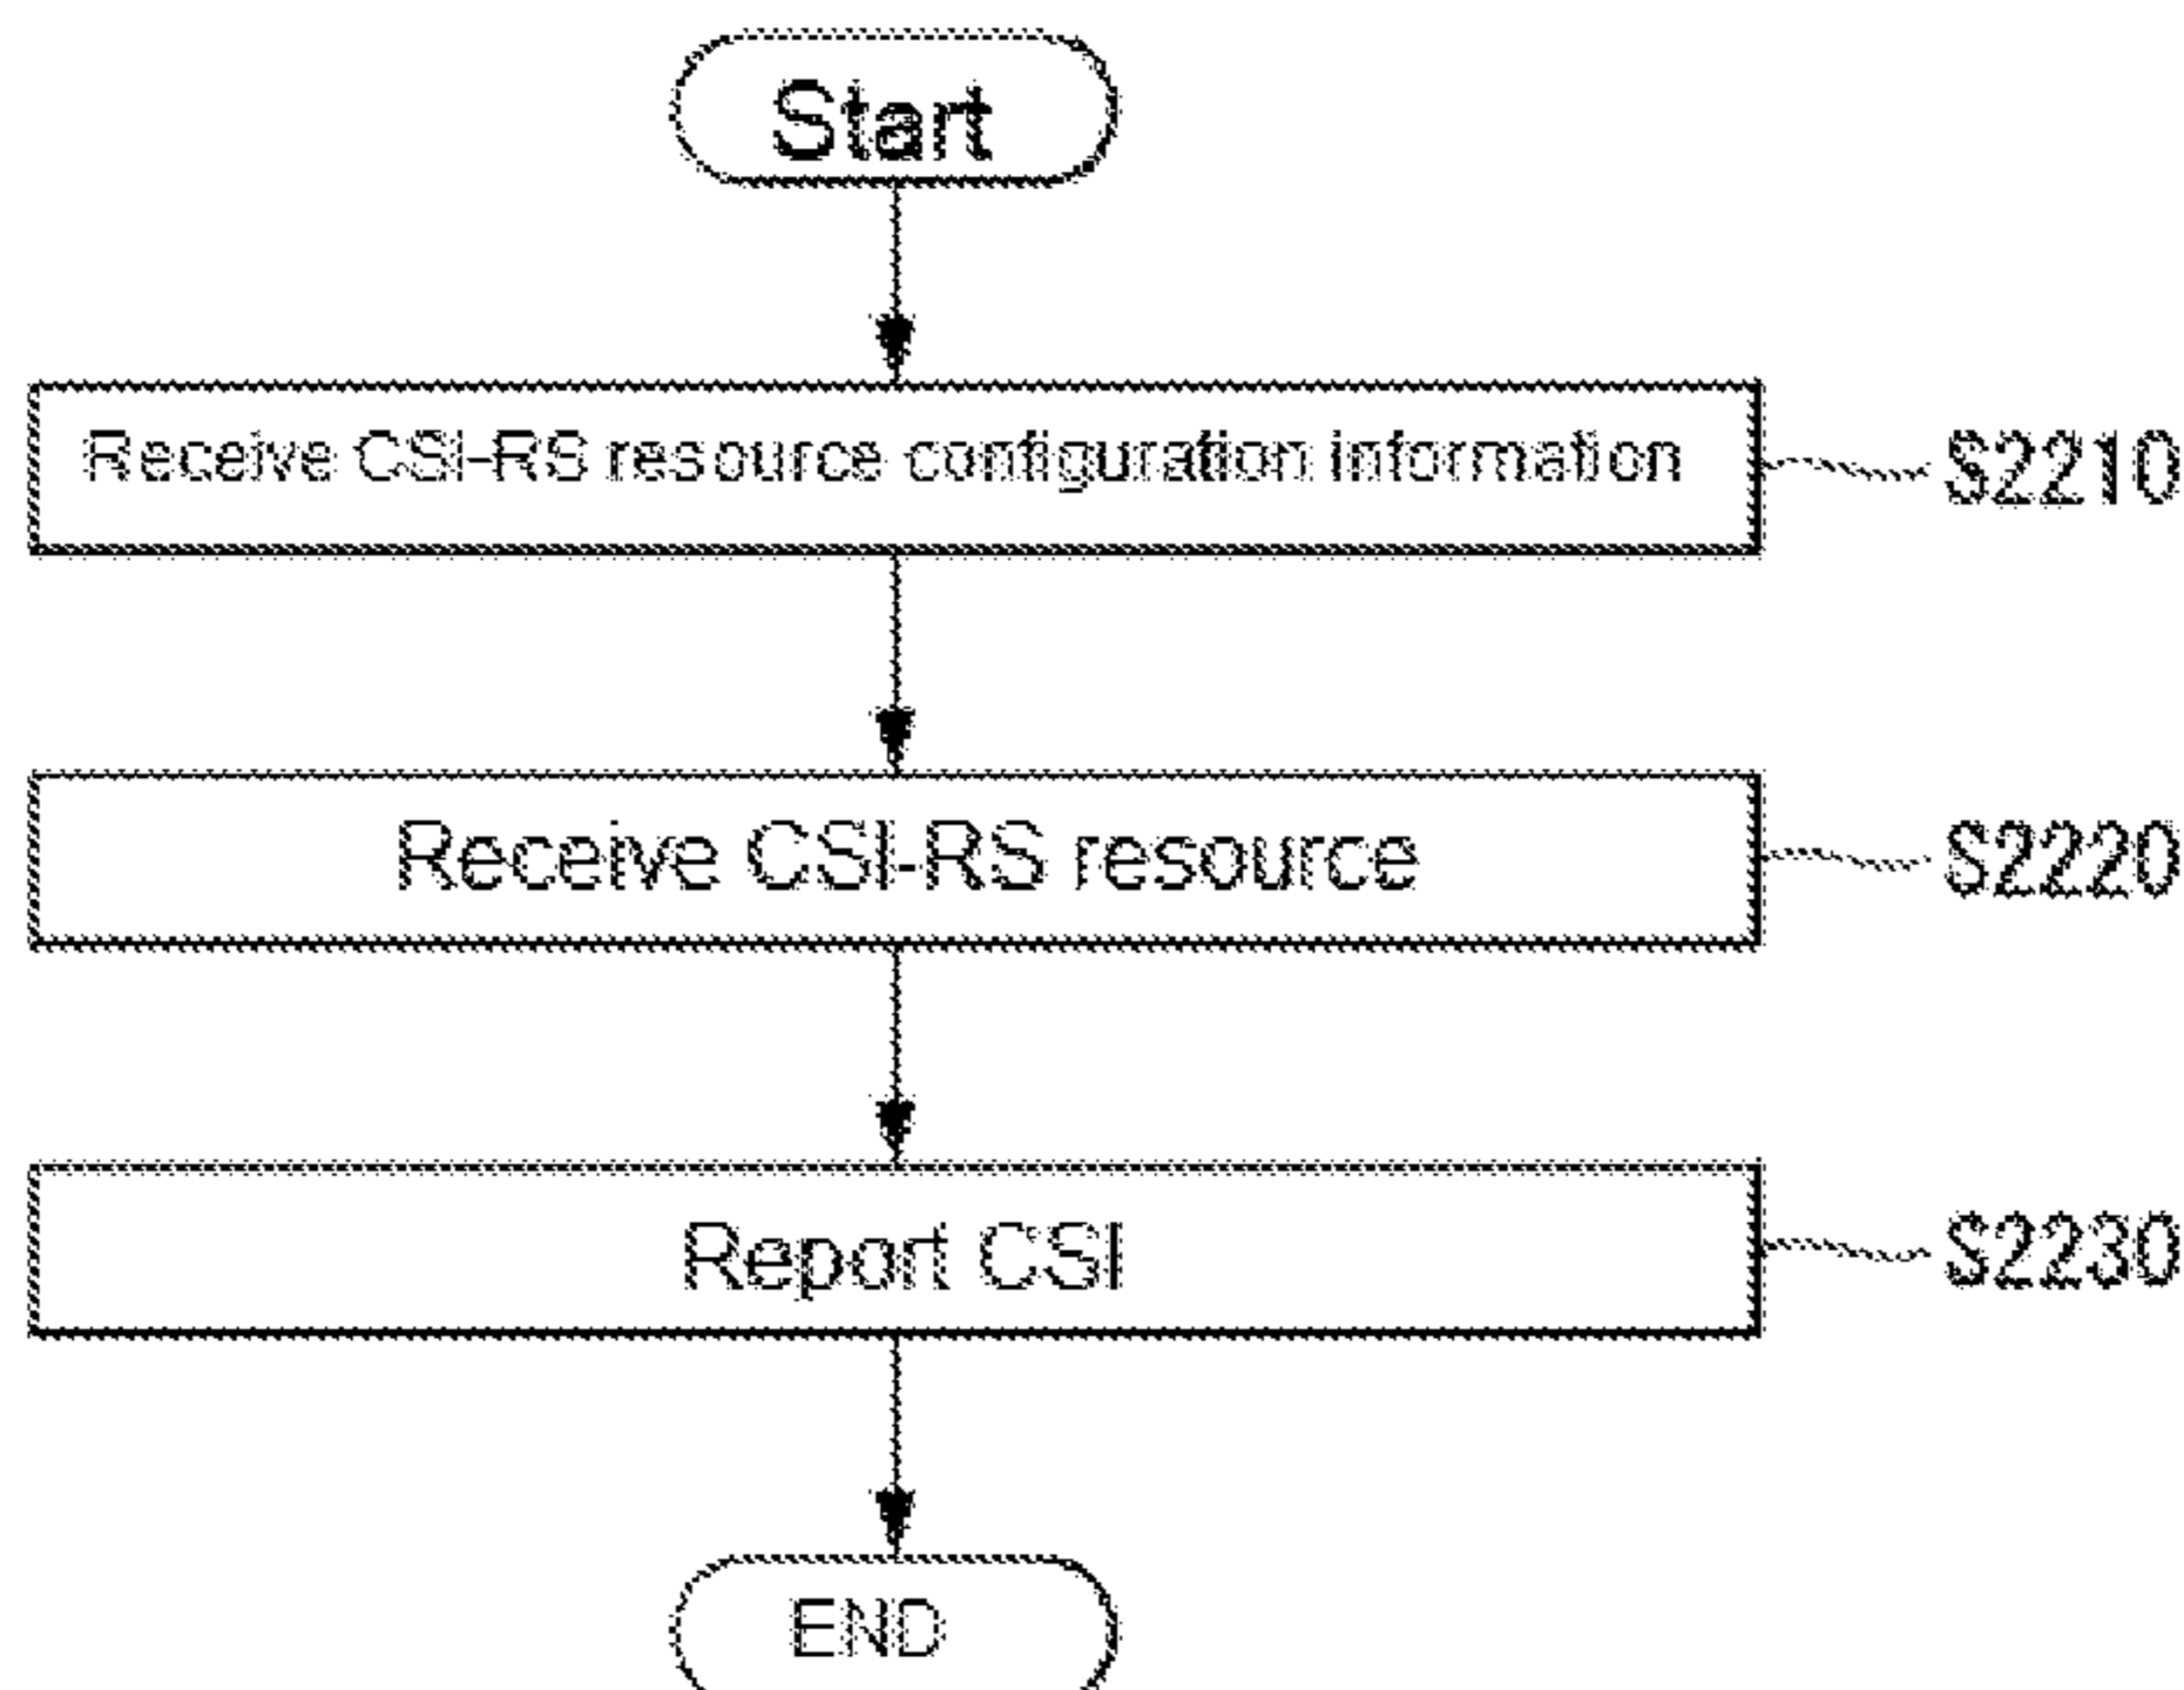 Start
Receive CSI-RS resource configuration information
S2210
Receive CSI-RS resource
S2220
Report CSI
S2230
END